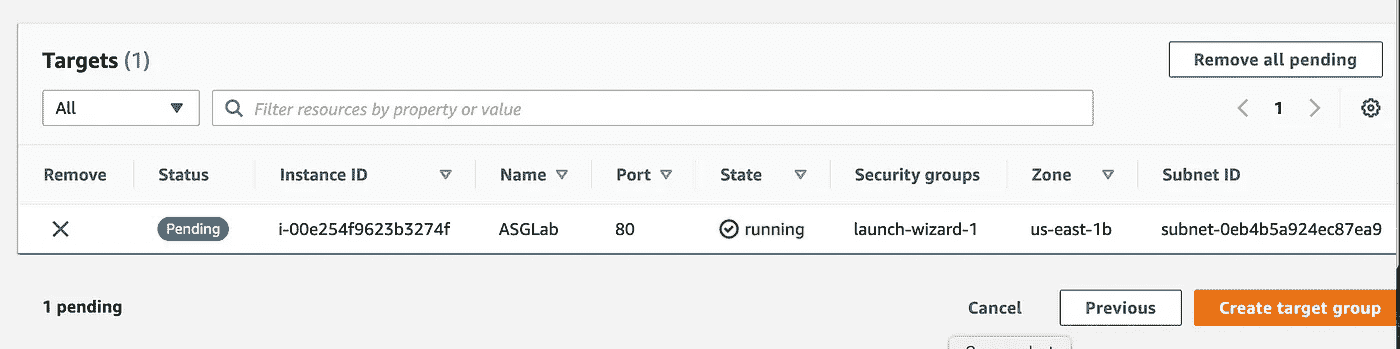 Targets (1)
Remove all pending
All
Filter resources by property or value
1
Remove Status Instance ID Name Port State Security groups Zone Subnet ID
Pending i-00e254f9623b3274f ASGLab 80 running launch-wizard-1 us-east-1b subnet-0eb4b5a924ec87ea9
1 pending
Cancel Previous Create target group